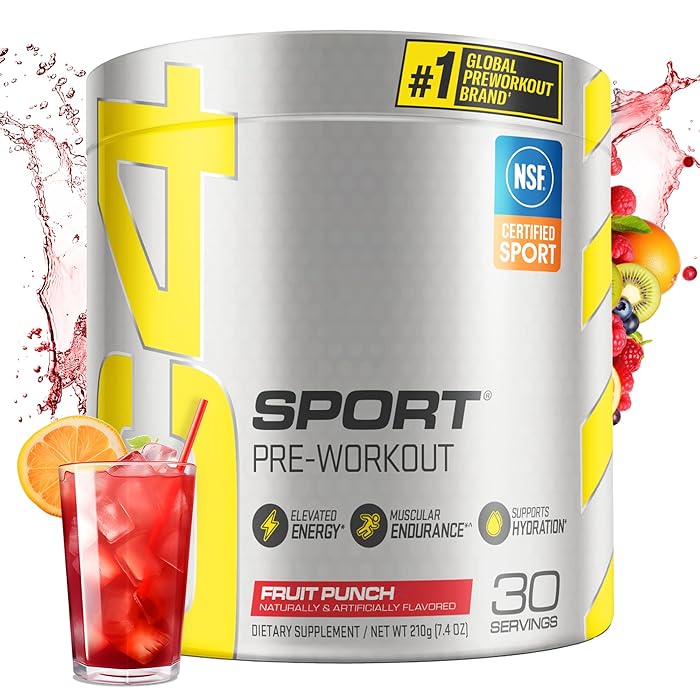 C4
#1 GLOBAL
PREWORKOUT
BRAND‡
NSF®
CERTIFIED
SPORT
SPORT®
PRE-WORKOUT
ELEVATED
ENERGY*
MUSCULAR
ENDURANCE*^
SUPPORTS
HYDRATION*
FRUIT PUNCH
NATURALLY & ARTIFICIALLY FLAVORED
30
SERVINGS
DIETARY SUPPLEMENT / NET WT 210g (7.4 OZ)